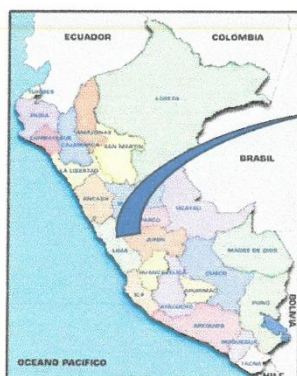 ECUADOR
COLOMBIA
TUMBES
PIURA
LORETO
AMAZONAS
LAMBAYEQUE
CAJAMARCA
SAN MARTIN
BRASIL
LA LIBERTAD
ANCASH
UCAYALI
PASCO
LIMA
JUNIN
MADRE DE DIOS
HUANCAVELICA
CUSCO
ICA
APURIMAC
AYACUCHO
PUNO
BOLIVIA
AREQUIPA
MOQUEGUA
OCEANO PACIFICO
TACNA
CHILE